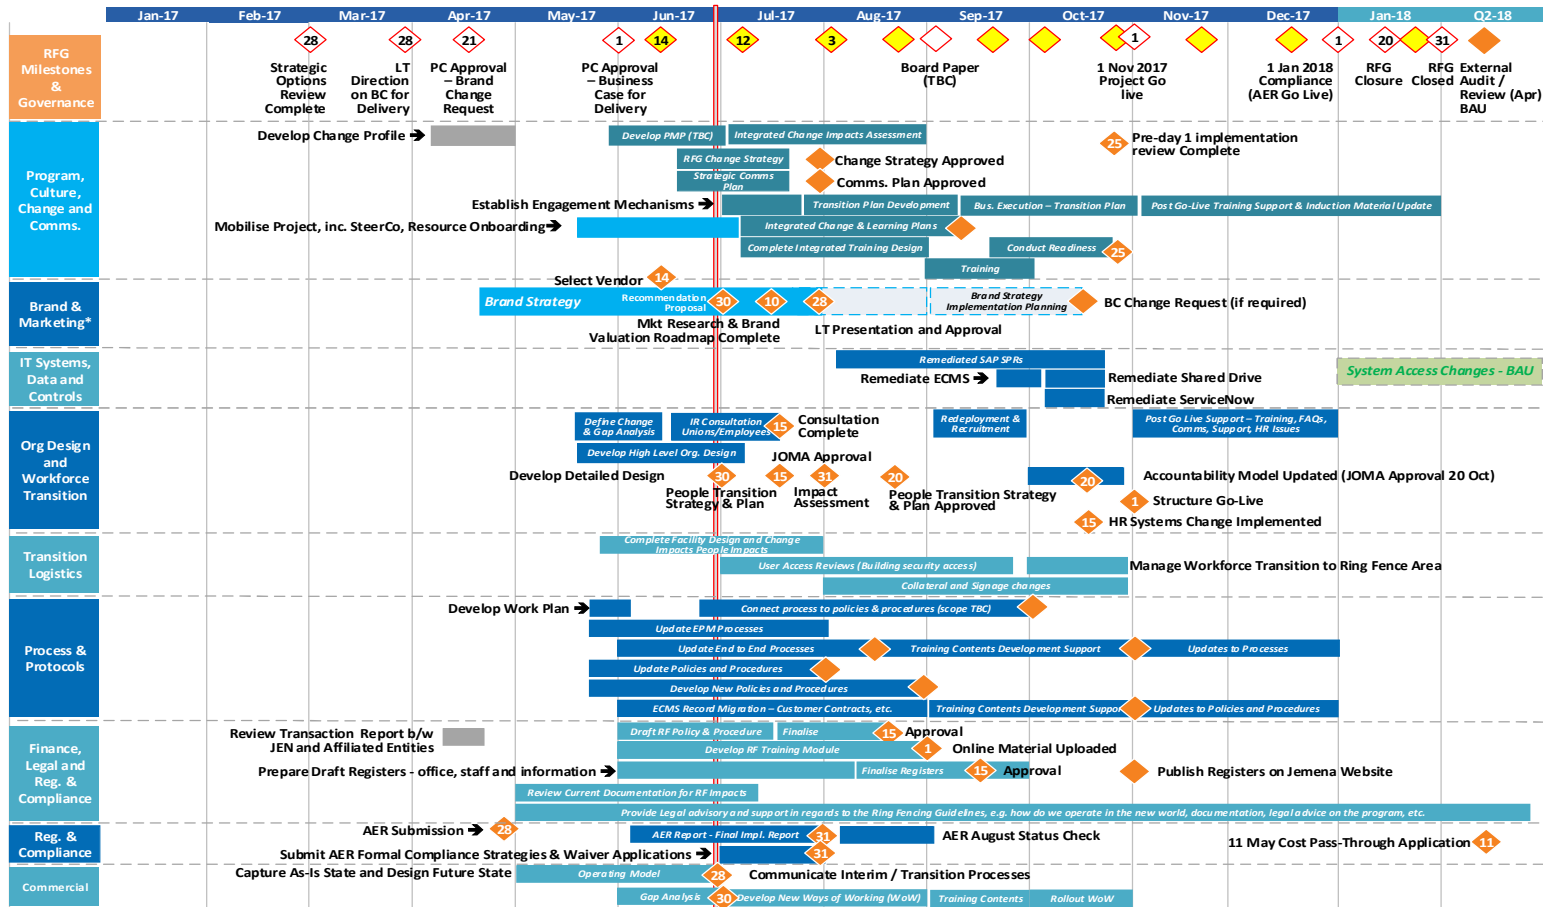 Jan-17 Feb-17 Mar-17 Apr-17 May-17 Jun-17 Jul-17 Aug-17 Sep-17 Oct-17 Nov-17 Dec-17 Jan-18 Q2-18
RFG
Milestones
&
Governance
28 28 21 1 14 12 3 1 1 20 31
Strategic
Options
Review
Complete
LT
Direction
on BC for
Delivery
PC Approval
– Brand
Change
Request
PC Approval
– Business
Case for
Delivery
Board Paper
(TBC)
1 Nov 2017
Project Go
live
1 Jan 2018
Compliance
(AER Go Live)
RFG
Closure
RFG
Closed
External
Audit /
Review (Apr)
BAU
Program,
Culture,
Change and
Comms.
Develop Change Profile ➔
Develop PMP (TBC)
Integrated Change Impacts Assessment
25
Pre-day 1 implementation
review Complete
RFG Change Strategy
Change Strategy Approved
Strategic Comms
Plan
Comms. Plan Approved
Establish Engagement Mechanisms ➔
Transition Plan Development
Bus. Execution – Transition Plan
Post Go-Live Training Support & Induction Material Update
Mobilise Project, inc. SteerCo, Resource Onboarding ➔
Integrated Change & Learning Plans
Complete Integrated Training Design
Conduct Readiness
25
Training
Select Vendor
14
Brand &
Marketing*
Brand Strategy
Recommendation
Proposal
30 10 28
Brand Strategy
Implementation Planning
BC Change Request (if required)
Mkt Research & Brand
Valuation Roadmap Complete
LT Presentation and Approval
IT Systems,
Data and
Controls
Remediated SAP SPRs
Remediate ECMS ➔
Remediate Shared Drive
Remediate ServiceNow
System Access Changes - BAU
Org Design
and
Workforce
Transition
Define Change
& Gap Analysis
IR Consultation
Unions/Employees
15
Consultation
Complete
Redeployment &
Recruitment
Post Go Live Support – Training, FAQs,
Comms, Support, HR Issues
Develop High Level Org. Design
JOMA Approval
Develop Detailed Design
30 15 31 20
People Transition
Strategy & Plan
Impact
Assessment
People Transition Strategy
& Plan Approved
20
Accountability Model Updated (JOMA Approval 20 Oct)
1
Structure Go-Live
15
HR Systems Change Implemented
Transition
Logistics
Complete Facility Design and Change
Impacts People Impacts
User Access Reviews (Building security access)
Manage Workforce Transition to Ring Fence Area
Collateral and Signage changes
Process &
Protocols
Develop Work Plan ➔
Connect process to policies & procedures (scope TBC)
Update EPM Processes
Update End to End Processes
Training Contents Development Support
Updates to Processes
Update Policies and Procedures
Develop New Policies and Procedures
ECMS Record Migration – Customer Contracts, etc.
Training Contents Development Support
Updates to Policies and Procedures
Finance,
Legal and
Reg. &
Compliance
Review Transaction Report b/w
JEN and Affiliated Entities
Draft RF Policy & Procedure
Finalise
15
Approval
Develop RF Training Module
1
Online Material Uploaded
Prepare Draft Registers - office, staff and information ➔
Finalise Registers
15
Approval
Publish Registers on Jemena Website
Review Current Documentation for RF Impacts
Provide Legal advisory and support in regards to the Ring Fencing Guidelines, e.g. how do we operate in the new world, documentation, legal advice on the program, etc.
Reg. &
Compliance
AER Submission ➔
28
AER Report - Final Impl. Report
31
AER August Status Check
Submit AER Formal Compliance Strategies & Waiver Applications ➔
31
11 May Cost Pass-Through Application
11
Commercial
Capture As-Is State and Design Future State
Operating Model
28
Communicate Interim / Transition Processes
Gap Analysis
30
Develop New Ways of Working (WoW)
Training Contents
Rollout WoW